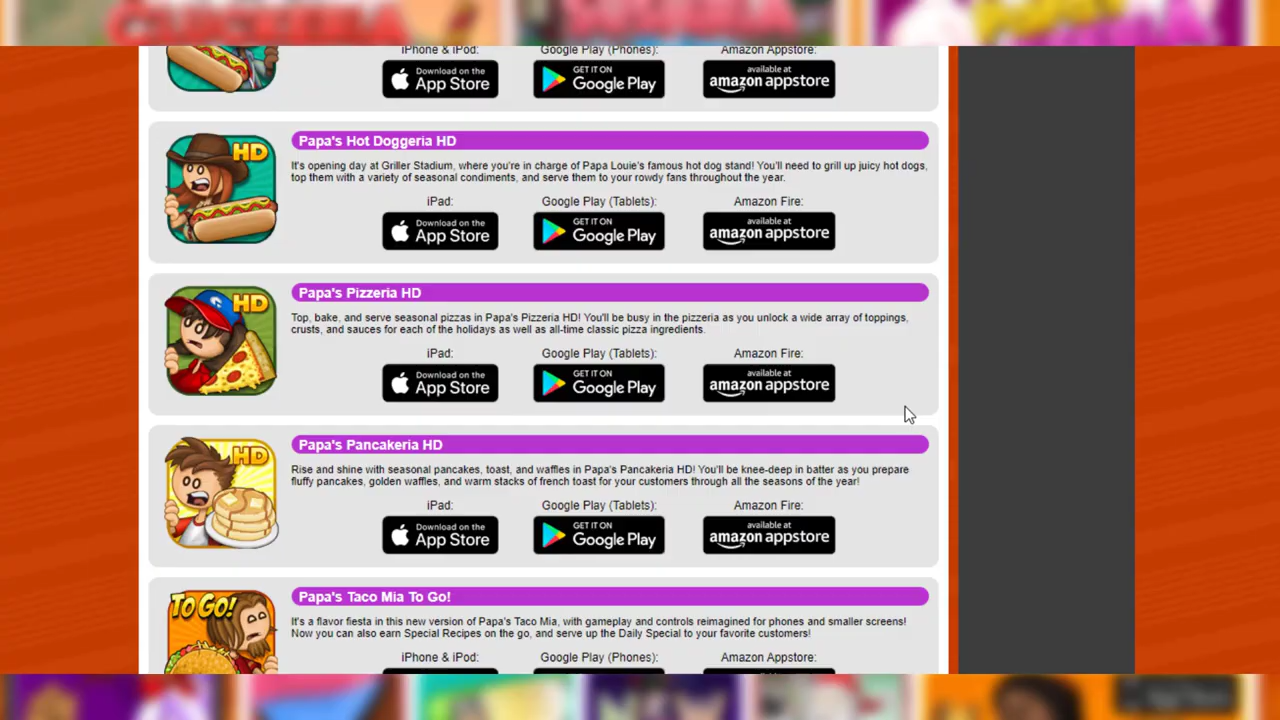 iPhone & iPod: Google Play (Phones): Amazon Appstore:
Download on the App Store GET IT ON Google Play available at amazon appstore
HD Papa's Hot Doggeria HD
It's opening day at Griller Stadium, where you're in charge of Papa Louie's famous hot dog stand! You'll need to grill up juicy hot dogs,
top them with a variety of seasonal condiments, and serve them to your rowdy fans throughout the year.
iPad: Google Play (Tablets): Amazon Fire:
Download on the App Store GET IT ON Google Play available at amazon appstore
HD Papa's Pizzeria HD
Top, bake, and serve seasonal pizzas in Papa's Pizzeria HD! You'll be busy in the pizzeria as you unlock a wide array of toppings,
crusts, and sauces for each of the holidays as well as all-time classic pizza ingredients.
iPad: Google Play (Tablets): Amazon Fire:
Download on the App Store GET IT ON Google Play available at amazon appstore
HD Papa's Pancakeria HD
Rise and shine with seasonal pancakes, toast, and waffles in Papa's Pancakeria HD! You'll be knee-deep in batter as you prepare
fluffy pancakes, golden waffles, and warm stacks of french toast for your customers through all the seasons of the year!
iPad: Google Play (Tablets): Amazon Fire:
Download on the App Store GET IT ON Google Play available at amazon appstore
TO GO! Papa's Taco Mia To Go!
It's a flavor fiesta in this new version of Papa's Taco Mia, with gameplay and controls reimagined for phones and smaller screens!
Now you can also earn Special Recipes on the go, and serve up the Daily Special to your favorite customers!
iPhone & iPod: Google Play (Phones): Amazon Appstore: